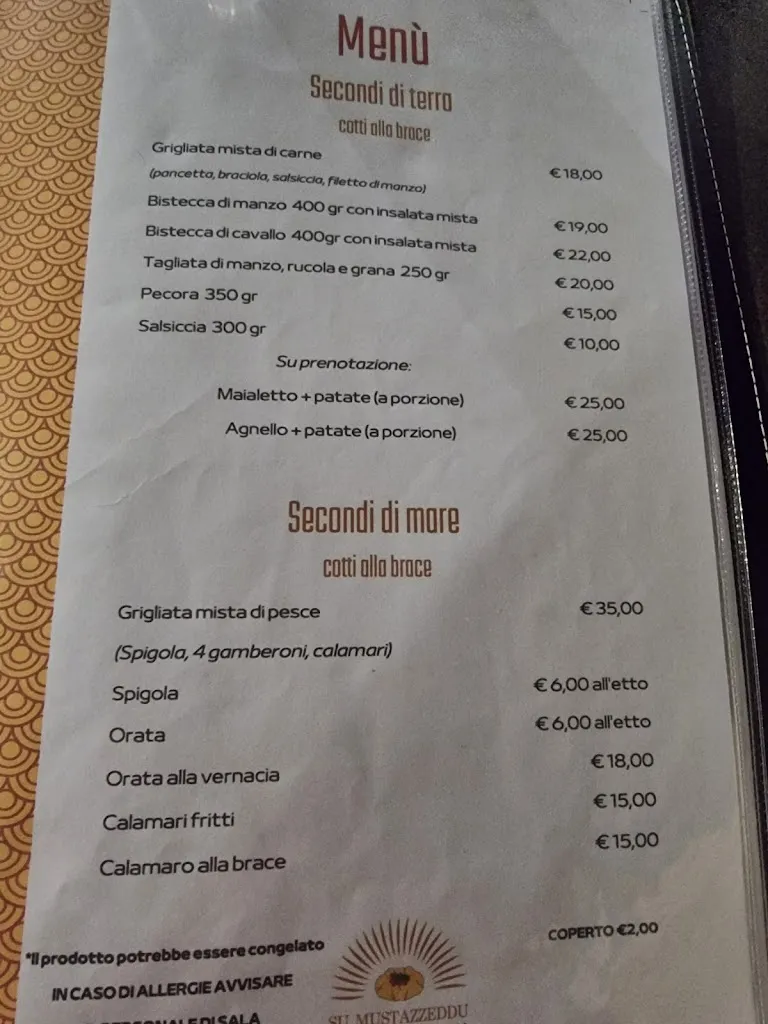 Menù
Secondi di terra
cotti alla brace
Grigliata mista di carne €18,00
(pancetta, braciola, salsiccia, filetto di manzo)
Bistecca di manzo 400 gr con insalata mista €19,00
Bistecca di cavallo 400gr con insalata mista €22,00
Tagliata di manzo, rucola e grana 250 gr €20,00
Pecora 350 gr €15,00
Salsiccia 300 gr €10,00
Su prenotazione:
Maialetto + patate (a porzione) €25,00
Agnello + patate (a porzione) €25,00
Secondi di mare
cotti alla brace
Grigliata mista di pesce €35,00
(Spigola, 4 gamberoni, calamari)
Spigola €6,00 all'etto
Orata €6,00 all'etto
Orata alla vernacia €18,00
Calamari fritti €15,00
Calamaro alla brace €15,00
COPERTO €2,00
*Il prodotto potrebbe essere congelato
IN CASO DI ALLERGIE AVVISARE
PERSONALE DI SALA
SU MUSTAZZEDDU